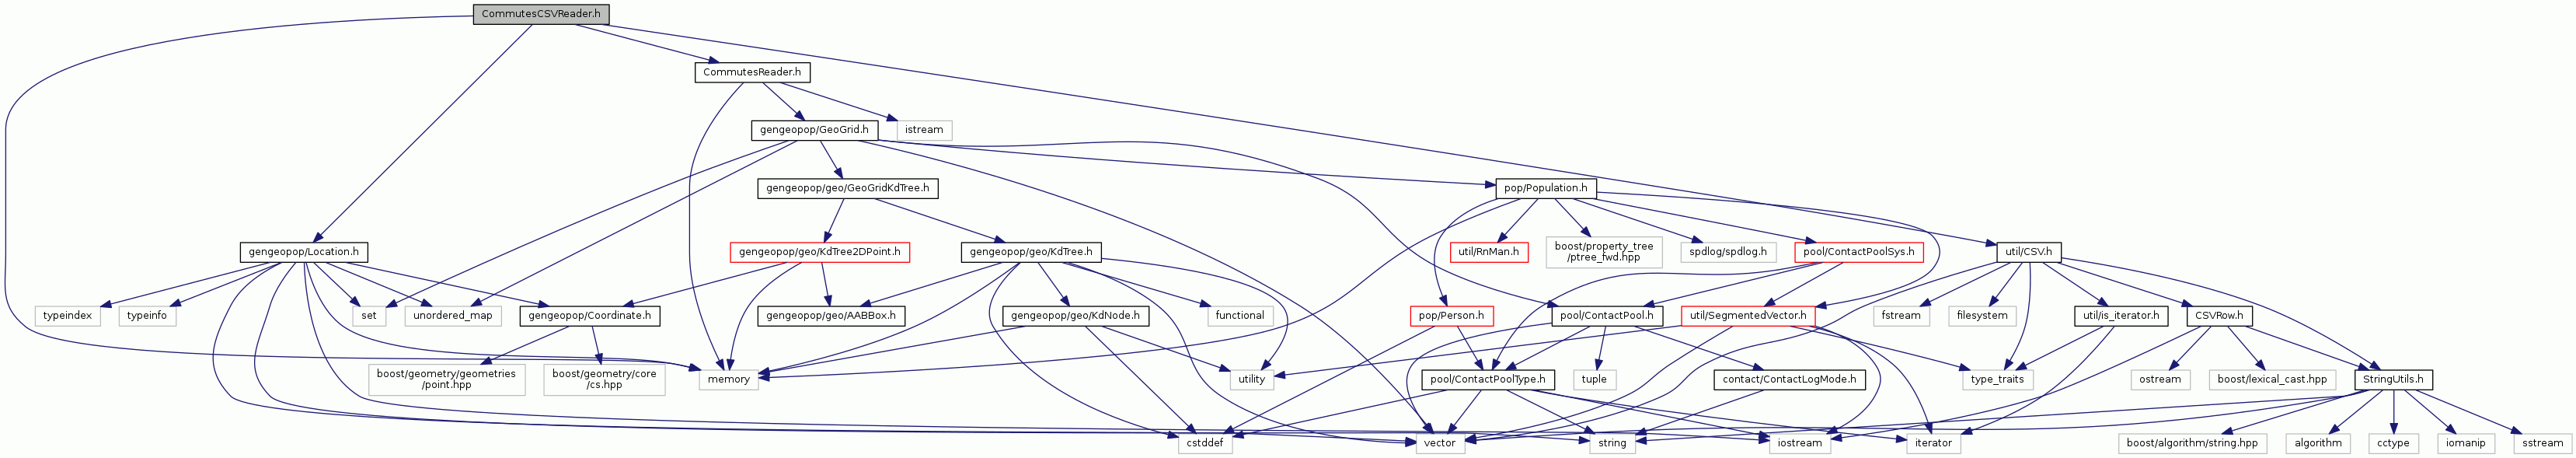 CommutesCSVReader.h
CommutesReader.h
gengeopop/GeoGrid.h
istream
gengeopop/geo/GeoGridKdTree.h
pop/Population.h
gengeopop/Location.h
gengeopop/geo/KdTree2DPoint.h
gengeopop/geo/KdTree.h
util/RnMan.h
boost/property_tree
/ptree_fwd.hpp
spdlog/spdlog.h
pool/ContactPoolSys.h
util/CSV.h
typeindex
typeinfo
set
unordered_map
gengeopop/Coordinate.h
gengeopop/geo/AABBox.h
gengeopop/geo/KdNode.h
functional
pop/Person.h
pool/ContactPool.h
util/SegmentedVector.h
fstream
filesystem
util/is_iterator.h
CSVRow.h
boost/geometry/geometries
/point.hpp
boost/geometry/core
/cs.hpp
memory
utility
pool/ContactPoolType.h
tuple
contact/ContactLogMode.h
type_traits
ostream
boost/lexical_cast.hpp
StringUtils.h
cstddef
vector
string
iostream
iterator
boost/algorithm/string.hpp
algorithm
cctype
iomanip
sstream